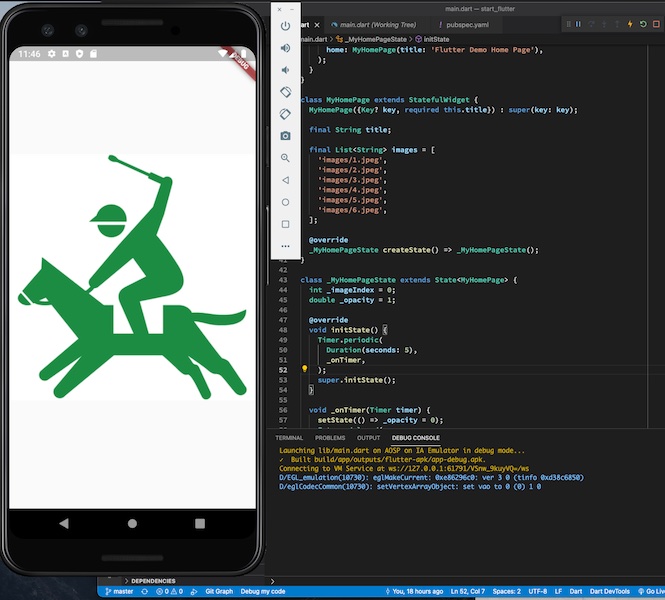 11:46
DEBUG
main.dart — start_flutter
art
main.dart (Working Tree)
pubspec.yaml
main.dart > _MyHomePageState > initState
home: MyHomePage(title: 'Flutter Demo Home Page'),
);
}
}
class MyHomePage extends StatefulWidget {
MyHomePage({Key? key, required this.title}) : super(key: key);
final String title;
final List<String> images = [
'images/1.jpeg',
'images/2.jpeg',
'images/3.jpeg',
'images/4.jpeg',
'images/5.jpeg',
'images/6.jpeg',
];
@override
_MyHomePageState createState() => _MyHomePageState();
41 }
42
43 class _MyHomePageState extends State<MyHomePage> {
44 int _imageIndex = 0;
45 double _opacity = 1;
46
47 @override
48 void initState() {
49 Timer.periodic(
50 Duration(seconds: 5),
51 _onTimer,
52 );
53 super.initState();
54 }
55
56 void _onTimer(Timer timer) {
57 setState(() => _opacity = 0);
TERMINAL PROBLEMS OUTPUT DEBUG CONSOLE
Launching lib/main.dart on AOSP on IA Emulator in debug mode...
✓ Built build/app/outputs/flutter-apk/app-debug.apk.
Connecting to VM Service at ws://127.0.0.1:61791/VSnw_9kuyVQ=/ws
D/EGL_emulation(10730): eglMakeCurrent: 0xe86296c0: ver 3 0 (tinfo 0xd38c6850)
D/eglCodecCommon(10730): setVertexArrayObject: set vao to 0 (0) 1 0
> DEPENDENCIES
master 0 0 Git Graph Debug my code You, 18 hours ago Ln 52, Col 7 Spaces: 2 UTF-8 LF Dart Dart DevTools Go Live